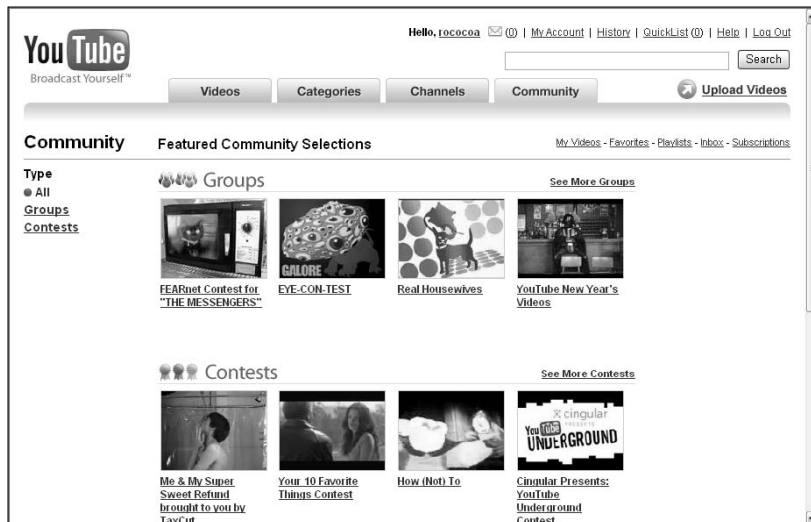 Hello, rococoa (0) | My Account | History | QuickList (0) | Help | Log Out
You Tube
Broadcast Yourself™
Search
Videos
Categories
Channels
Community
Upload Videos
Community
Featured Community Selections
My Videos - Favorites - Playlists - Inbox - Subscriptions
Type
All
Groups
Contests
Groups
See More Groups
GALORE
FEARnet Contest for
"THE MESSENGERS"
EYE-CON-TEST
Real Housewives
YouTube New Year's
Videos
Contests
See More Contests
cingular
PRESENTS
You Tube
UNDERGROUND
Me & My Super
Sweet Refund
brought to you by
TaxCut
Your 10 Favorite
Things Contest
How (Not) To
Cingular Presents:
YouTube
Underground
Contest